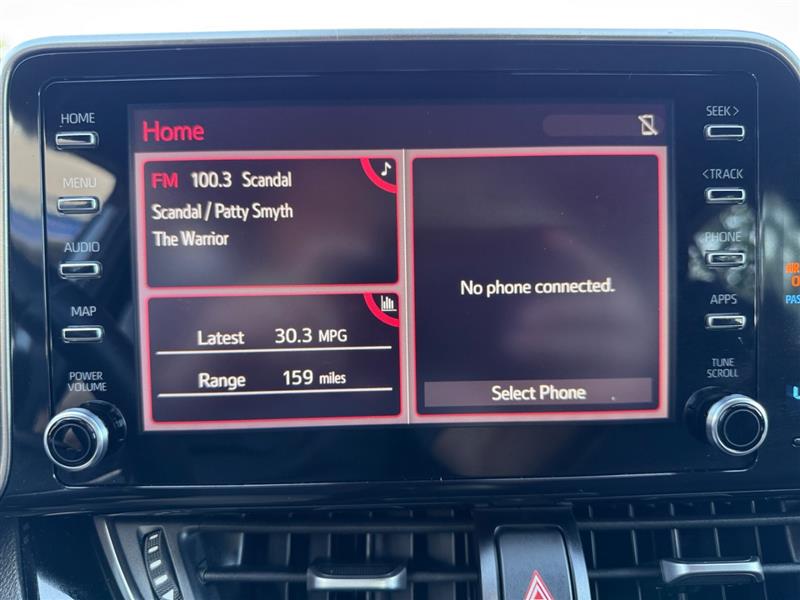 HOME
MENU
AUDIO
MAP
POWER
VOLUME
Home
FM 100.3 Scandal
Scandal / Patty Smyth
The Warrior
Latest 30.3 MPG
Range 159 miles
No phone connected.
Select Phone
SEEK >
< TRACK
PHONE
APPS
TUNE
SCROLL